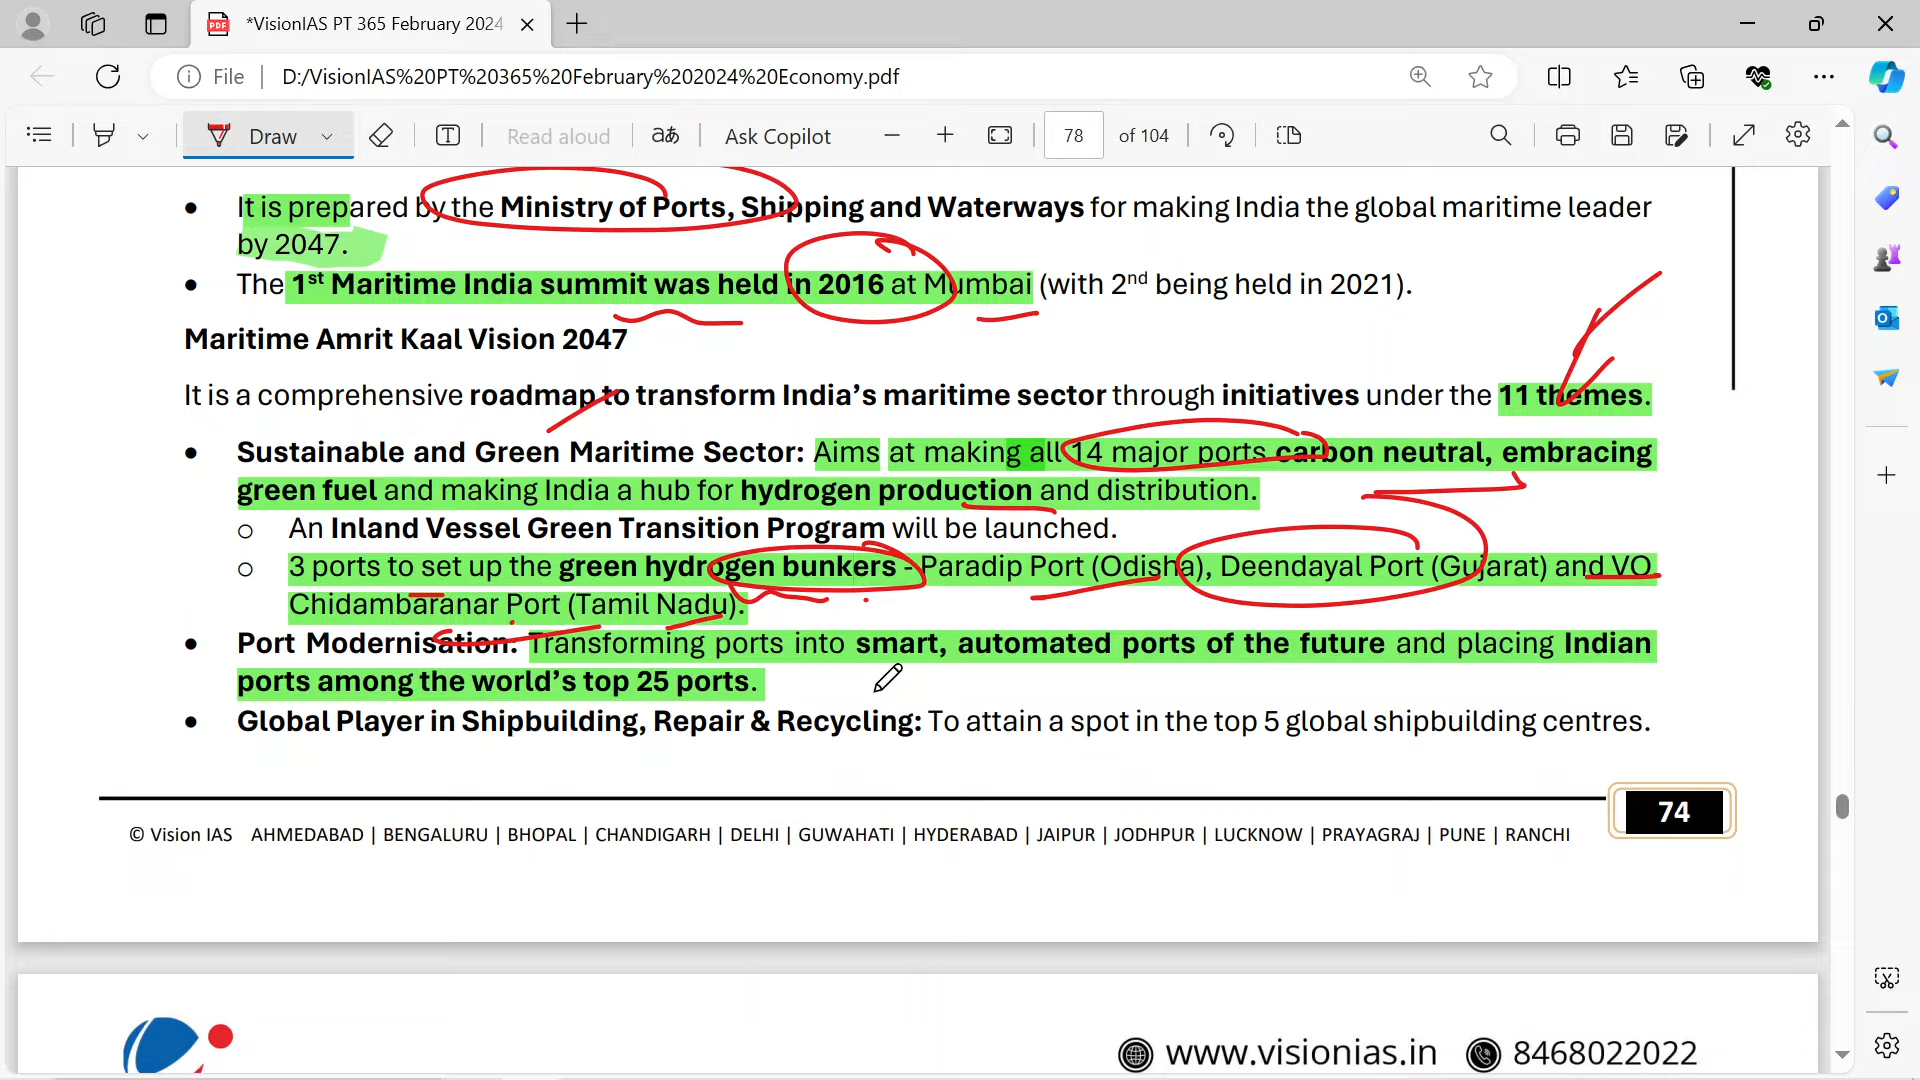 *VisionIAS PT 365 February 2024
File
D:/VisionIAS%20PT%20365%20February%202024%20Economy.pdf
Draw
Read aloud
aあ
Ask Copilot
78 of 104
• It is prepared by the Ministry of Ports, Shipping and Waterways for making India the global maritime leader
by 2047.
• The 1st Maritime India summit was held in 2016 at Mumbai (with 2nd being held in 2021).
Maritime Amrit Kaal Vision 2047
It is a comprehensive roadmap to transform India's maritime sector through initiatives under the 11 themes.
• Sustainable and Green Maritime Sector: Aims at making all 14 major ports carbon neutral, embracing
green fuel and making India a hub for hydrogen production and distribution.
o An Inland Vessel Green Transition Program will be launched.
o 3 ports to set up the green hydrogen bunkers - Paradip Port (Odisha), Deendayal Port (Gujarat) and VO
Chidambaranar Port (Tamil Nadu).
• Port Modernisation: Transforming ports into smart, automated ports of the future and placing Indian
ports among the world's top 25 ports.
• Global Player in Shipbuilding, Repair & Recycling: To attain a spot in the top 5 global shipbuilding centres.
74
© Vision IAS AHMEDABAD | BENGALURU | BHOPAL | CHANDIGARH | DELHI | GUWAHATI | HYDERABAD | JAIPUR | JODHPUR | LUCKNOW | PRAYAGRAJ | PUNE | RANCHI
www.visionias.in 8468022022